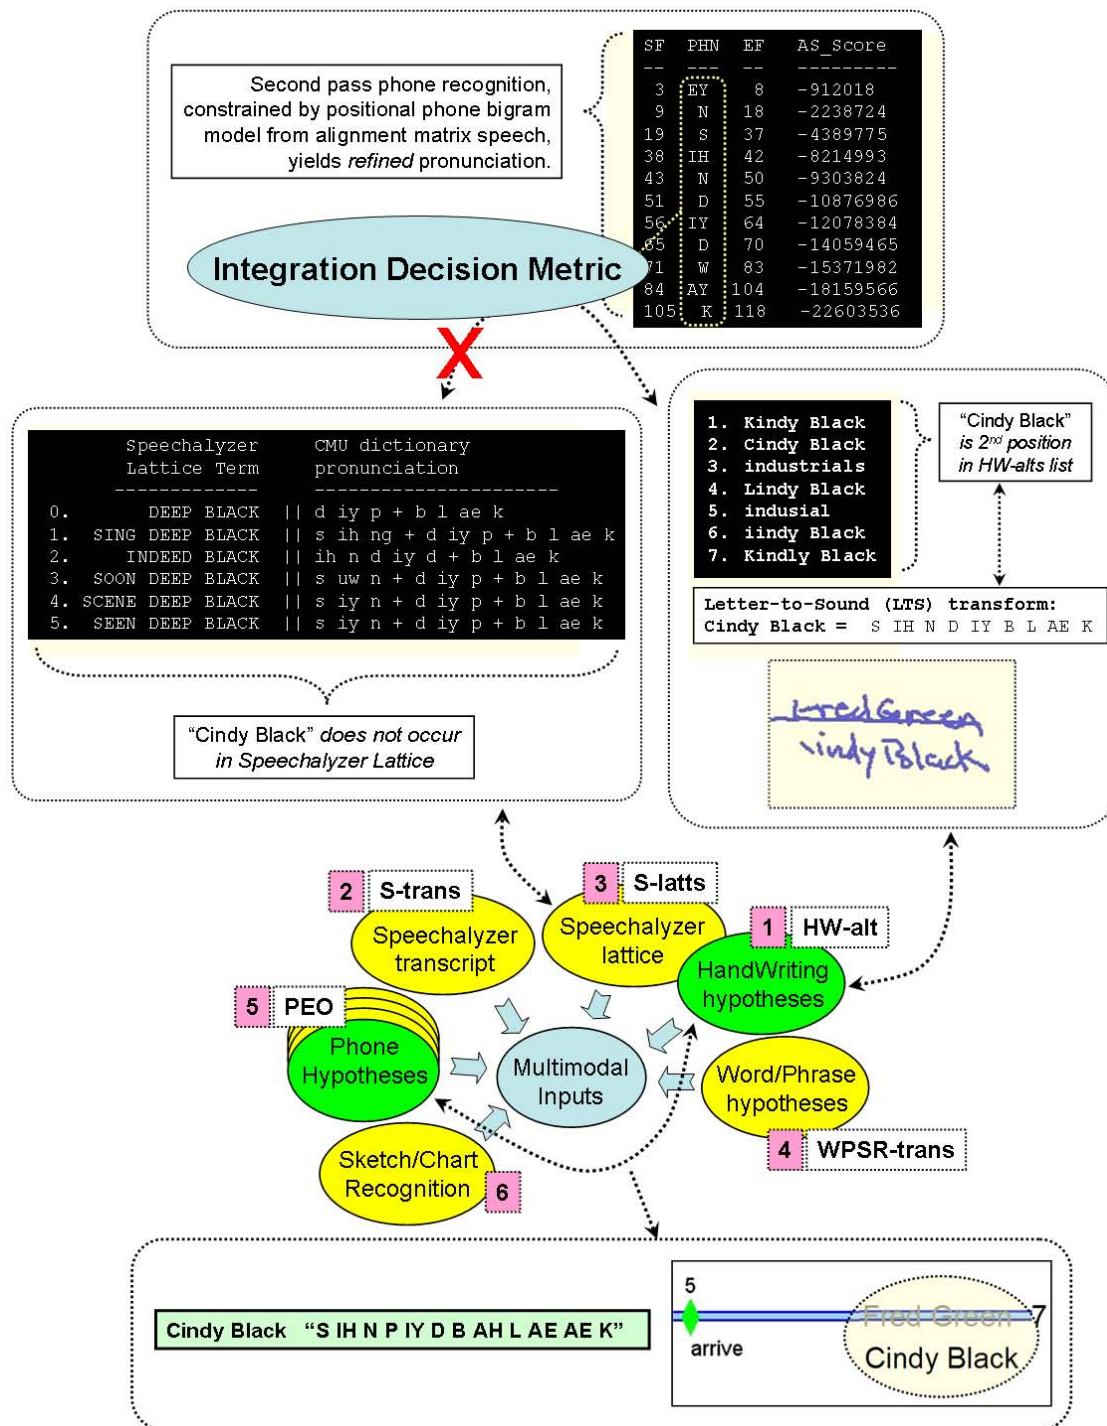 Second pass phone recognition,
constrained by positional phone bigram
model from alignment matrix speech,
yields refined pronunciation.
SF PHN EF AS_Score
-- --- -- ---------
3 EY 8 -912018
9 N 18 -2238724
19 S 37 -4389775
38 IH 42 -8214993
43 N 50 -9303824
51 D 55 -10876986
56 IY 64 -12078384
65 D 70 -14059465
71 W 83 -15371982
84 AY 104 -18159566
105 K 118 -22603536
Integration Decision Metric
X
Speechalyzer CMU dictionary
Lattice Term pronunciation
------------- ----------------------
0. DEEP BLACK || d iy p + b l ae k
1. SING DEEP BLACK || s ih ng + d iy p + b l ae k
2. INDEED BLACK || ih n d iy d + b l ae k
3. SOON DEEP BLACK || s uw n + d iy p + b l ae k
4. SCENE DEEP BLACK || s iy n + d iy p + b l ae k
5. SEEN DEEP BLACK || s iy n + d iy p + b l ae k
"Cindy Black" does not occur
in Speechalyzer Lattice
1. Kindy Black
2. Cindy Black
3. industrials
4. Lindy Black
5. indusial
6. iindy Black
7. Kindly Black
"Cindy Black"
is 2nd position
in HW-alts list
Letter-to-Sound (LTS) transform:
Cindy Black = S IH N D IY B L AE K
Fred Green
Cindy Black
2 S-trans
Speechalyzer
transcript
3 S-latts
Speechalyzer
lattice
1 HW-alt
HandWriting
hypotheses
5 PEO
Phone
Hypotheses
Multimodal
Inputs
Word/Phrase
hypotheses
4 WPSR-trans
Sketch/Chart
Recognition
6
Cindy Black "S IH N P IY D B AH L AE AE K"
5
arrive
Fred Green
7
Cindy Black